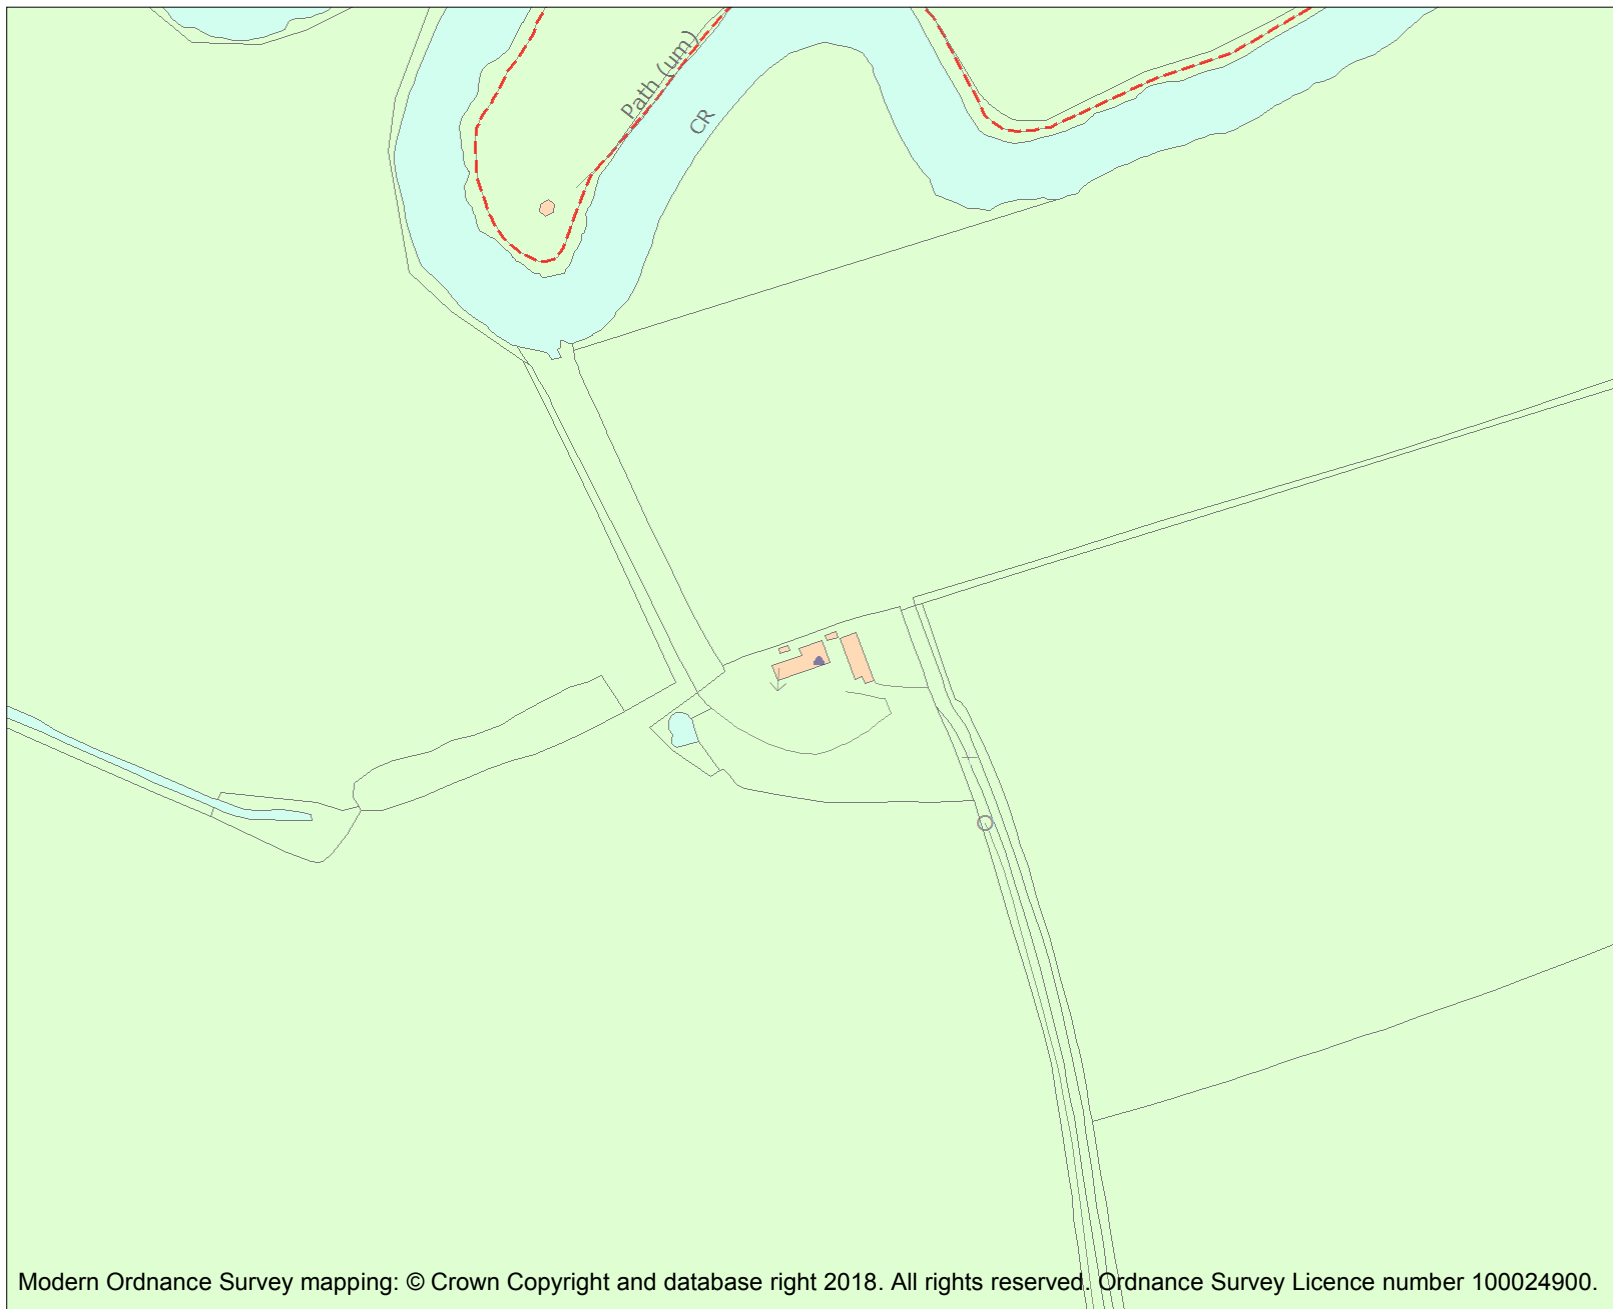 Path (um)
CR
Modern Ordnance Survey mapping: © Crown Copyright and database right 2018. All rights reserved. Ordnance Survey Licence number 100024900.